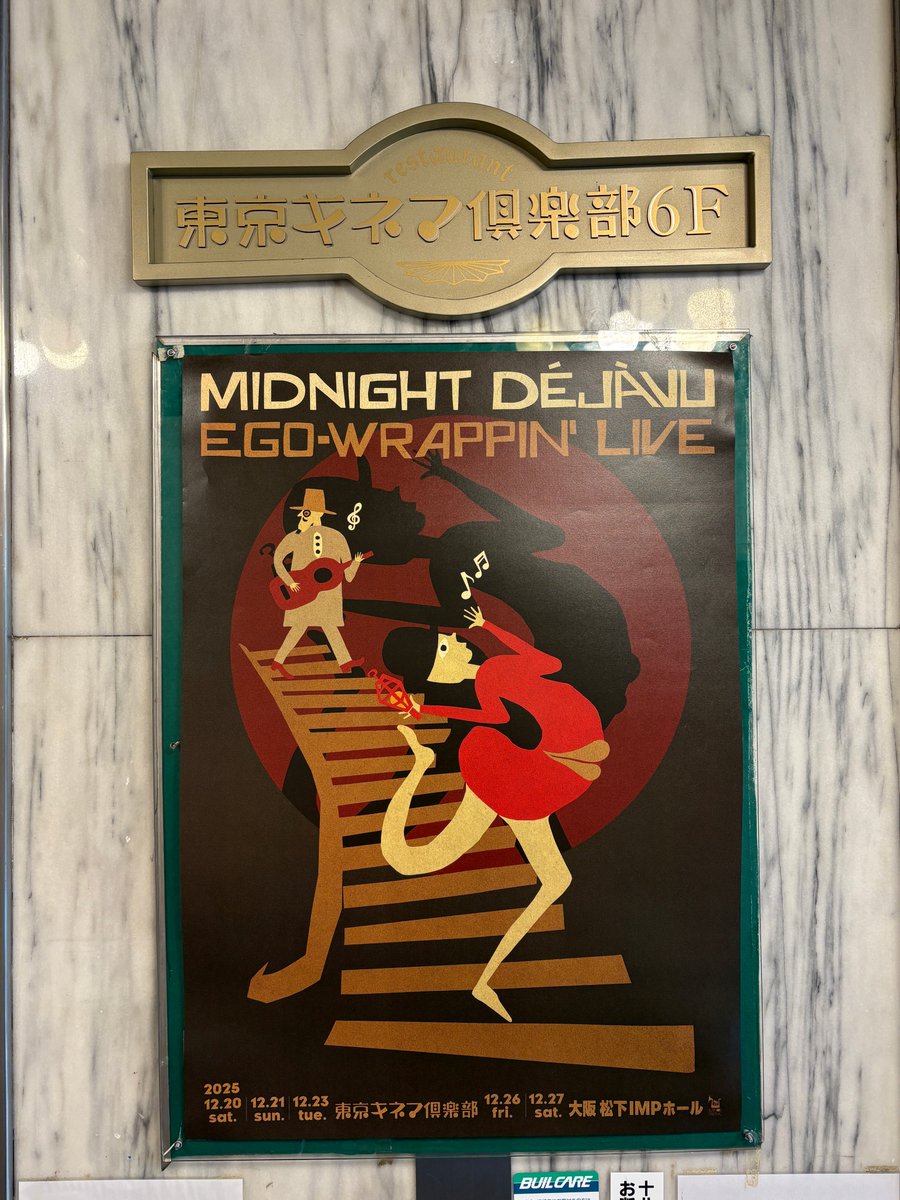 restaurant
東京キネマ倶楽部6F
MIDNIGHT DÉJÀVU
EGO-WRAPPIN' LIVE
2025
12.20 sat. 12.21 sun. 12.23 tue. 東京キネマ倶楽部 12.26 fri. 12.27 sat. 大阪 松下IMPホール
BUILCARE